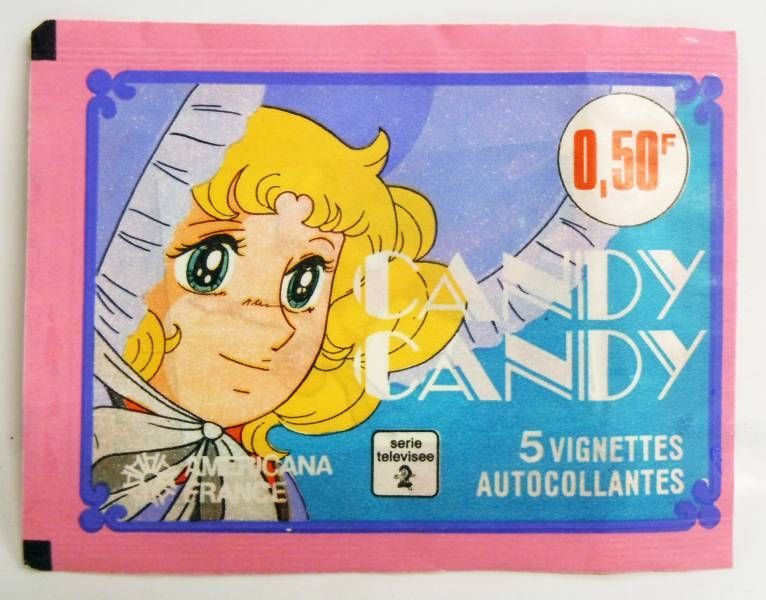 0,50F
CANDY
CANDY
serie
televisee
2
5 VIGNETTES
AUTOCOLLANTES
AMERICANA
FRANCE